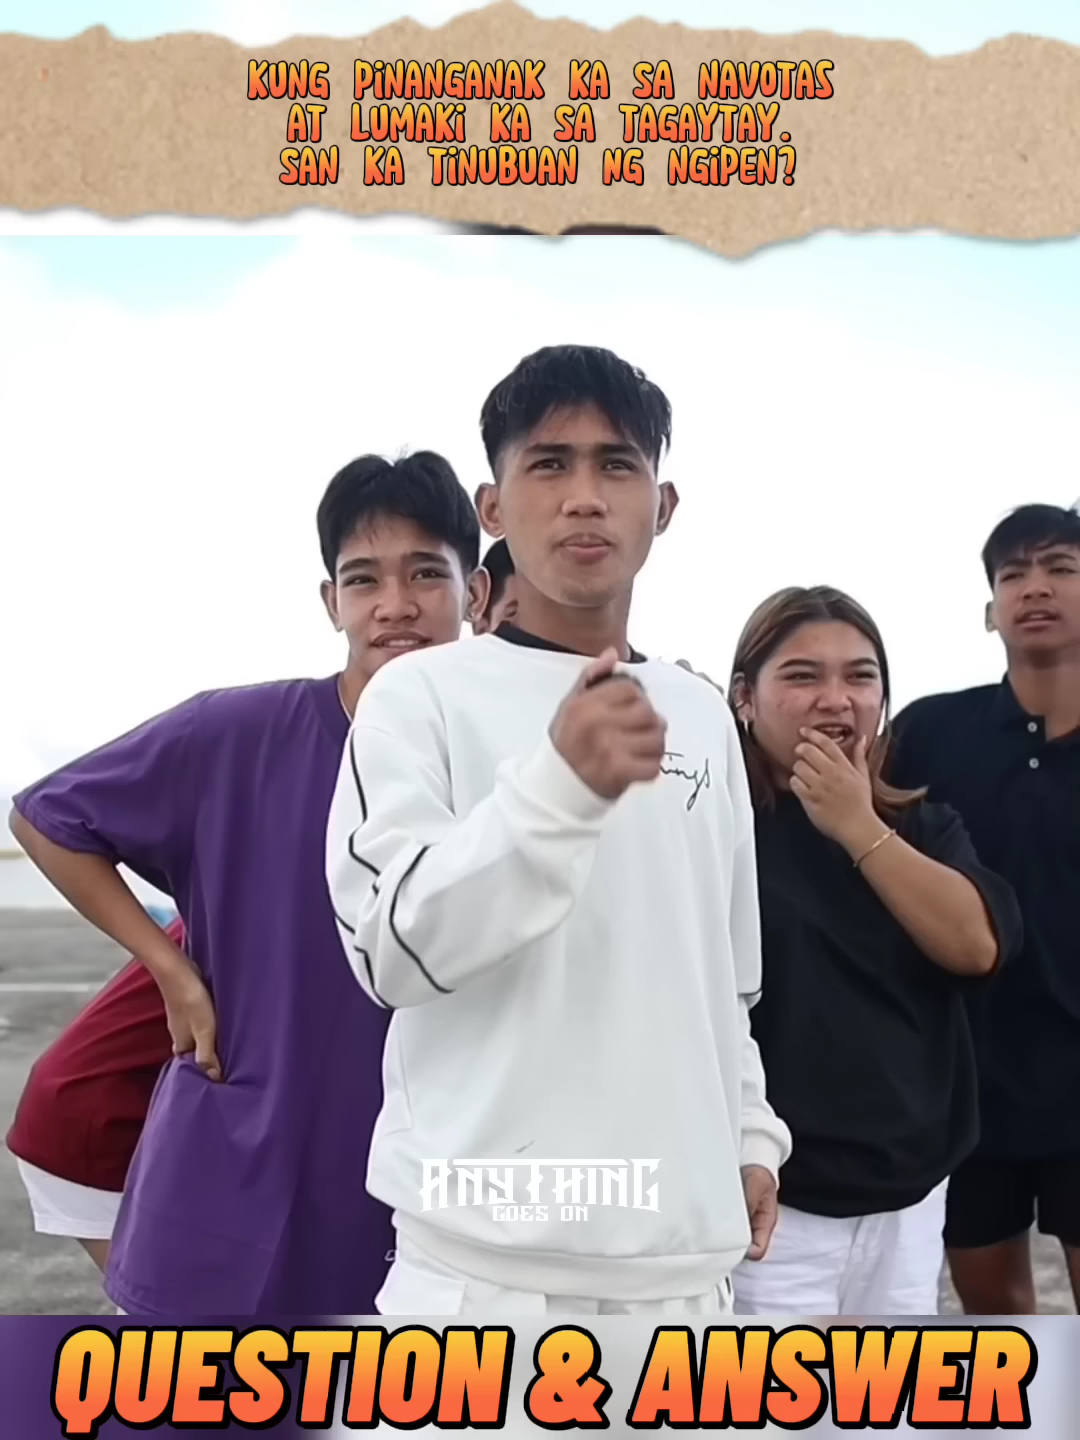 KUNG PINANGANAK KA SA NAVOTAS
AT LUMAKI KA SA TAGAYTAY.
SAN KA TINUBUAN NG NGIPEN?
ANYTHING
GOES ON
QUESTION & ANSWER